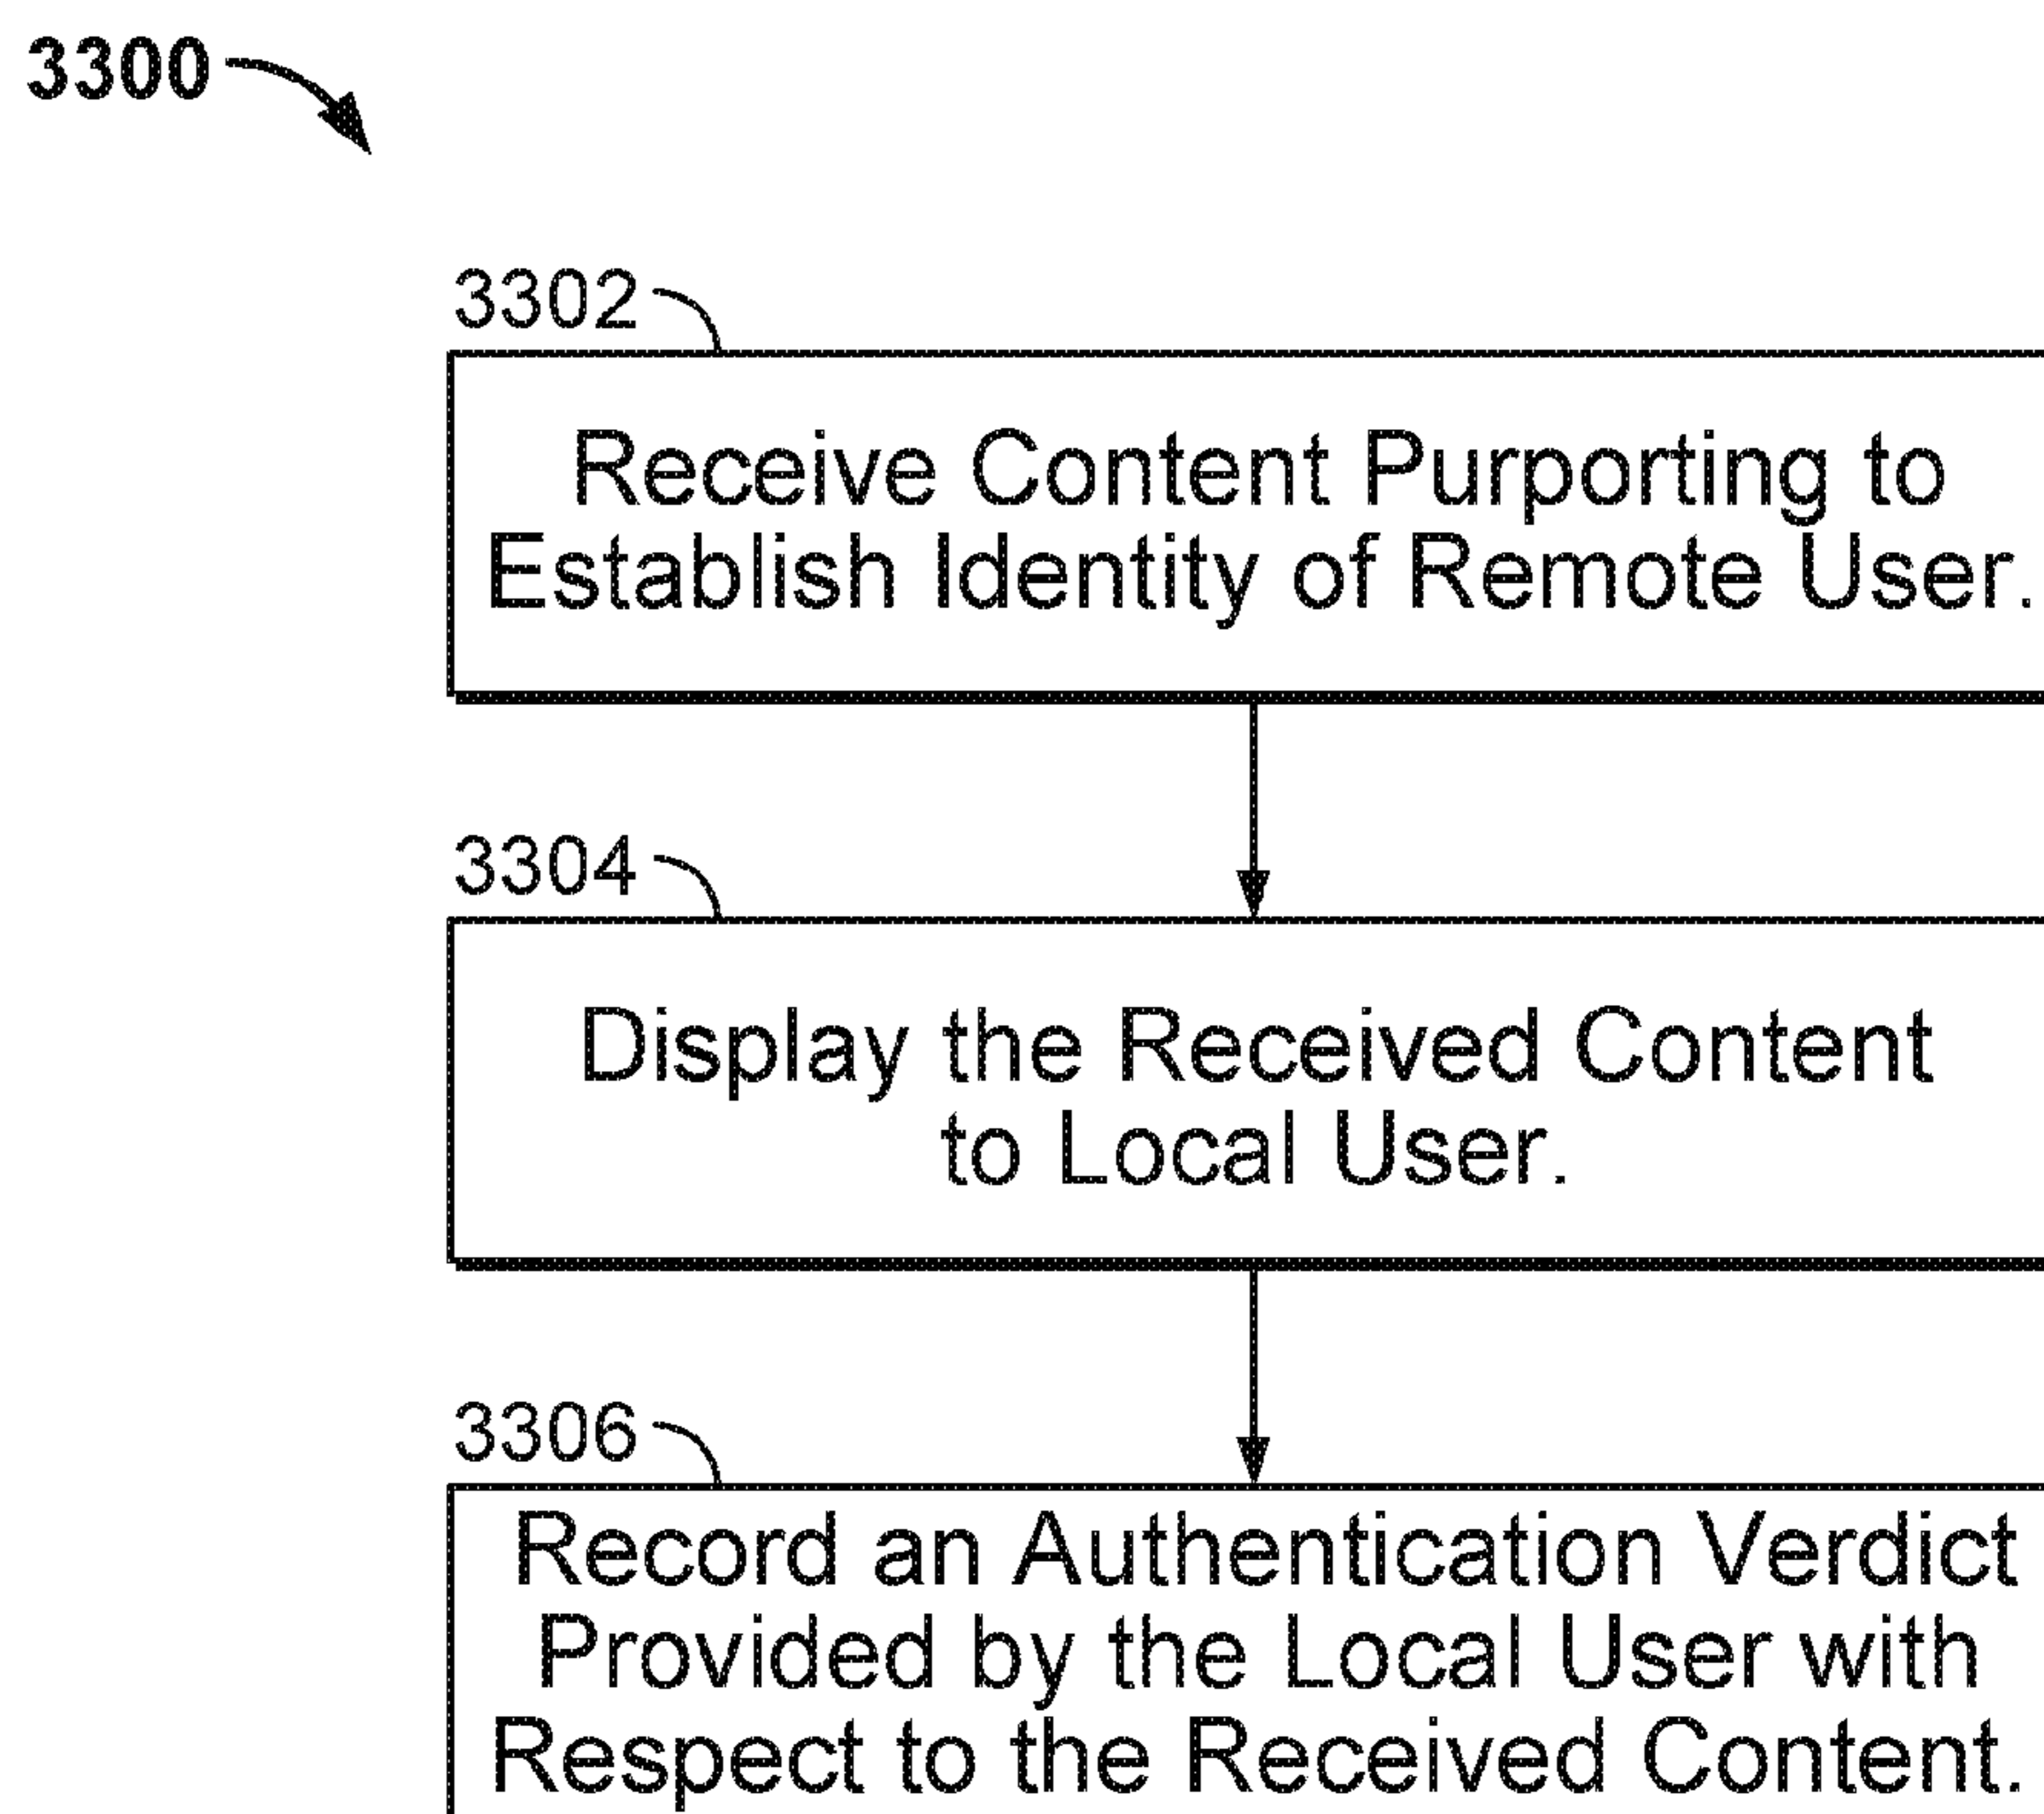 3300
3302
Receive Content Purporting to
Establish Identity of Remote User.
3304
Display the Received Content
to Local User.
3306
Record an Authentication Verdict
Provided by the Local User with
Respect to the Received Content.